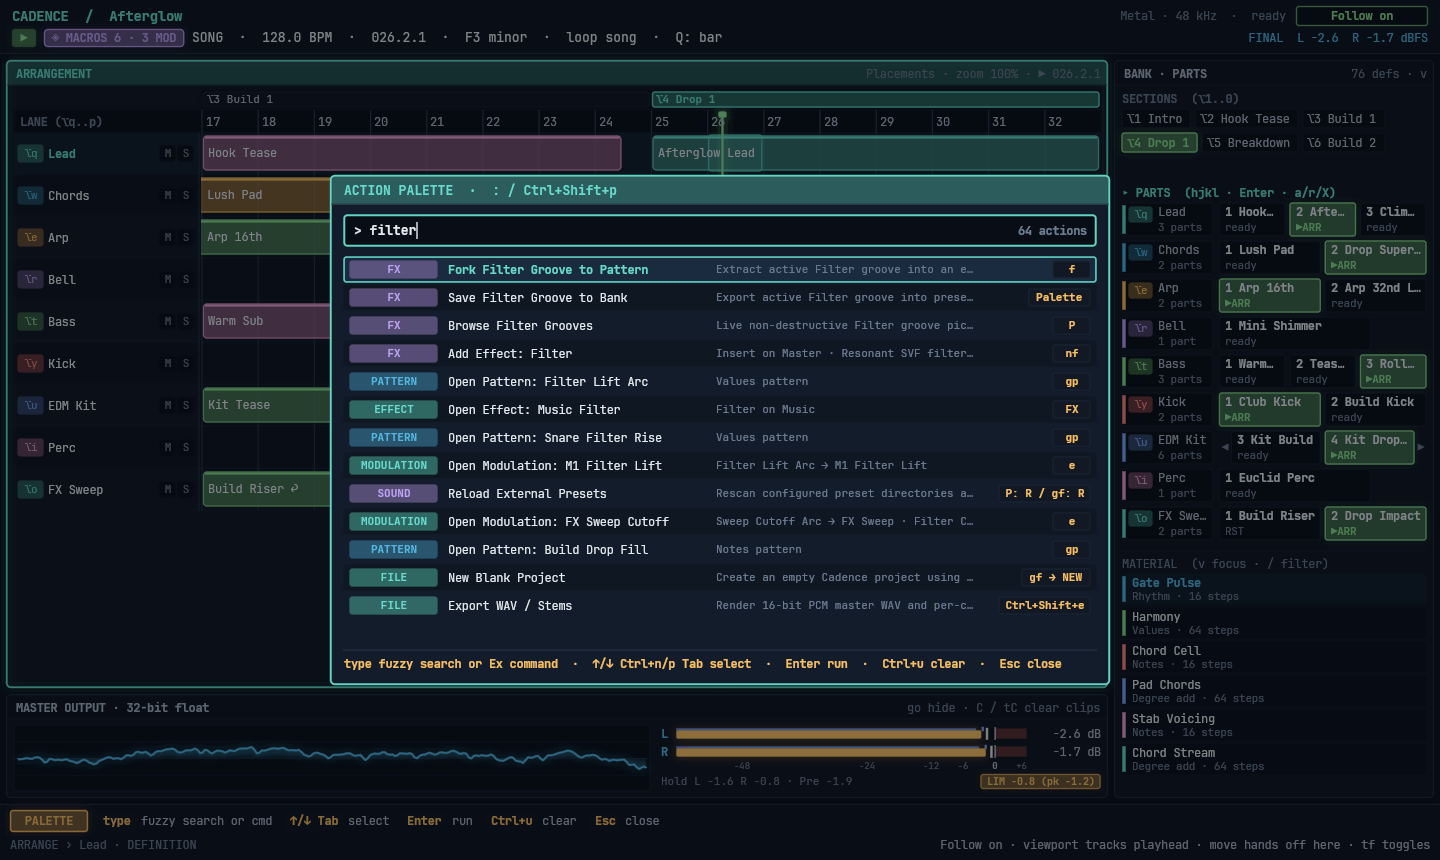 CADENCE / Afterglow
Metal · 48 kHz · ready Follow on
▶ ◈ MACROS 6 · 3 MOD SONG · 128.0 BPM · 026.2.1 · F3 minor · loop song · Q: bar
FINAL L -2.6 R -1.7 dBFS
ARRANGEMENT
Placements · zoom 100% · ▶ 026.2.1
⌥3 Build 1 ⌥4 Drop 1
LANE (⌥q..p) 17 18 19 20 21 22 23 24 25 26 27 28 29 30 31 32
⌥q Lead M S Hook Tease Afterglow Lead
⌥w Chords M S Lush Pad
⌥e Arp M S Arp 16th
⌥r Bell M S
⌥t Bass M S Warm Sub
⌥y Kick M S
⌥u EDM Kit M S Kit Tease
⌥i Perc M S
⌥o FX Sweep M S Build Riser ↩
ACTION PALETTE · : / Ctrl+Shift+p
> filter 64 actions
FX Fork Filter Groove to Pattern Extract active Filter groove into an e… f
FX Save Filter Groove to Bank Export active Filter groove into prese… Palette
FX Browse Filter Grooves Live non-destructive Filter groove pic… P
FX Add Effect: Filter Insert on Master · Resonant SVF filter… nf
PATTERN Open Pattern: Filter Lift Arc Values pattern gp
EFFECT Open Effect: Music Filter Filter on Music FX
PATTERN Open Pattern: Snare Filter Rise Values pattern gp
MODULATION Open Modulation: M1 Filter Lift Filter Lift Arc → M1 Filter Lift e
SOUND Reload External Presets Rescan configured preset directories a… P: R / gf: R
MODULATION Open Modulation: FX Sweep Cutoff Sweep Cutoff Arc → FX Sweep · Filter C… e
PATTERN Open Pattern: Build Drop Fill Notes pattern gp
FILE New Blank Project Create an empty Cadence project using … gf → NEW
FILE Export WAV / Stems Render 16-bit PCM master WAV and per-c… Ctrl+Shift+e
type fuzzy search or Ex command · ↑/↓ Ctrl+n/p Tab select · Enter run · Ctrl+u clear · Esc close
BANK · PARTS 76 defs · v
SECTIONS (⌥1..0)
⌥1 Intro ⌥2 Hook Tease ⌥3 Build 1
⌥4 Drop 1 ⌥5 Breakdown ⌥6 Build 2
▸ PARTS (hjkl · Enter · a/r/X)
⌥q Lead 1 Hook… 2 Afte… 3 Clim…
3 parts ready ▶ARR ready
⌥w Chords 1 Lush Pad 2 Drop Super…
2 parts ready ▶ARR
⌥e Arp 1 Arp 16th 2 Arp 32nd L…
2 parts ▶ARR ready
⌥r Bell 1 Mini Shimmer
1 part ready
⌥t Bass 1 Warm… 2 Teas… 3 Roll…
3 parts ready ready ▶ARR
⌥y Kick 1 Club Kick 2 Build Kick
2 parts ▶ARR ready
⌥u EDM Kit ◀ 3 Kit Build 4 Kit Drop… ▶
6 parts ready ▶ARR
⌥i Perc 1 Euclid Perc
1 part ready
⌥o FX Swe… 1 Build Riser 2 Drop Impact
2 parts RST ▶ARR
MATERIAL (v focus · / filter)
Gate Pulse
Rhythm · 16 steps
Harmony
Values · 64 steps
Chord Cell
Notes · 16 steps
Pad Chords
Degree add · 64 steps
Stab Voicing
Notes · 16 steps
Chord Stream
Degree add · 64 steps
MASTER OUTPUT · 32-bit float go hide · C / tC clear clips
L -2.6 dB
R -1.7 dB
-48 -24 -12 -6 0 +6
Hold L -1.6 R -0.8 · Pre -1.9 LIM -0.8 (pk -1.2)
PALETTE type fuzzy search or cmd ↑/↓ Tab select Enter run Ctrl+u clear Esc close
ARRANGE › Lead · DEFINITION
Follow on · viewport tracks playhead · move hands off here · tf toggles